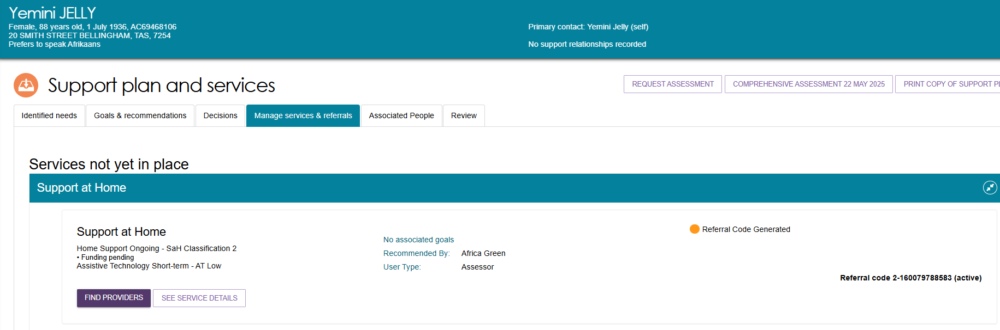 Yemini JELLY
Female, 88 years old, 1 July 1936, AC69468106
20 SMITH STREET BELLINGHAM, TAS, 7254
Prefers to speak Afrikaans
Primary contact: Yemini Jelly (self)
No support relationships recorded
Support plan and services
REQUEST ASSESSMENT
COMPREHENSIVE ASSESSMENT 22 MAY 2025
PRINT COPY OF SUPPORT
Identified needs
Goals & recommendations
Decisions
Manage services & referrals
Associated People
Review
Services not yet in place
Support at Home
Support at Home
Home Support Ongoing - SaH Classification 2
• Funding pending
Assistive Technology Short-term - AT Low
No associated goals
Recommended By: Africa Green
User Type: Assessor
Referral Code Generated
Referral code 2-160079788583 (active)
FIND PROVIDERS
SEE SERVICE DETAILS